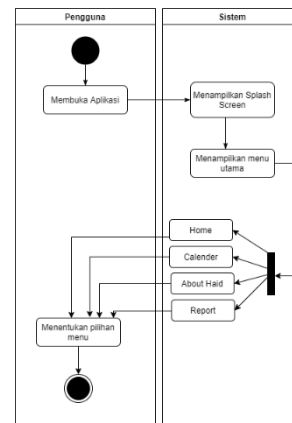 Pengguna
Sistem
Membuka Aplikasi
Menampilkan Splash
Screen
Menampilkan menu
utama
Home
Calender
About Haid
Report
Menentukan pilihan
menu